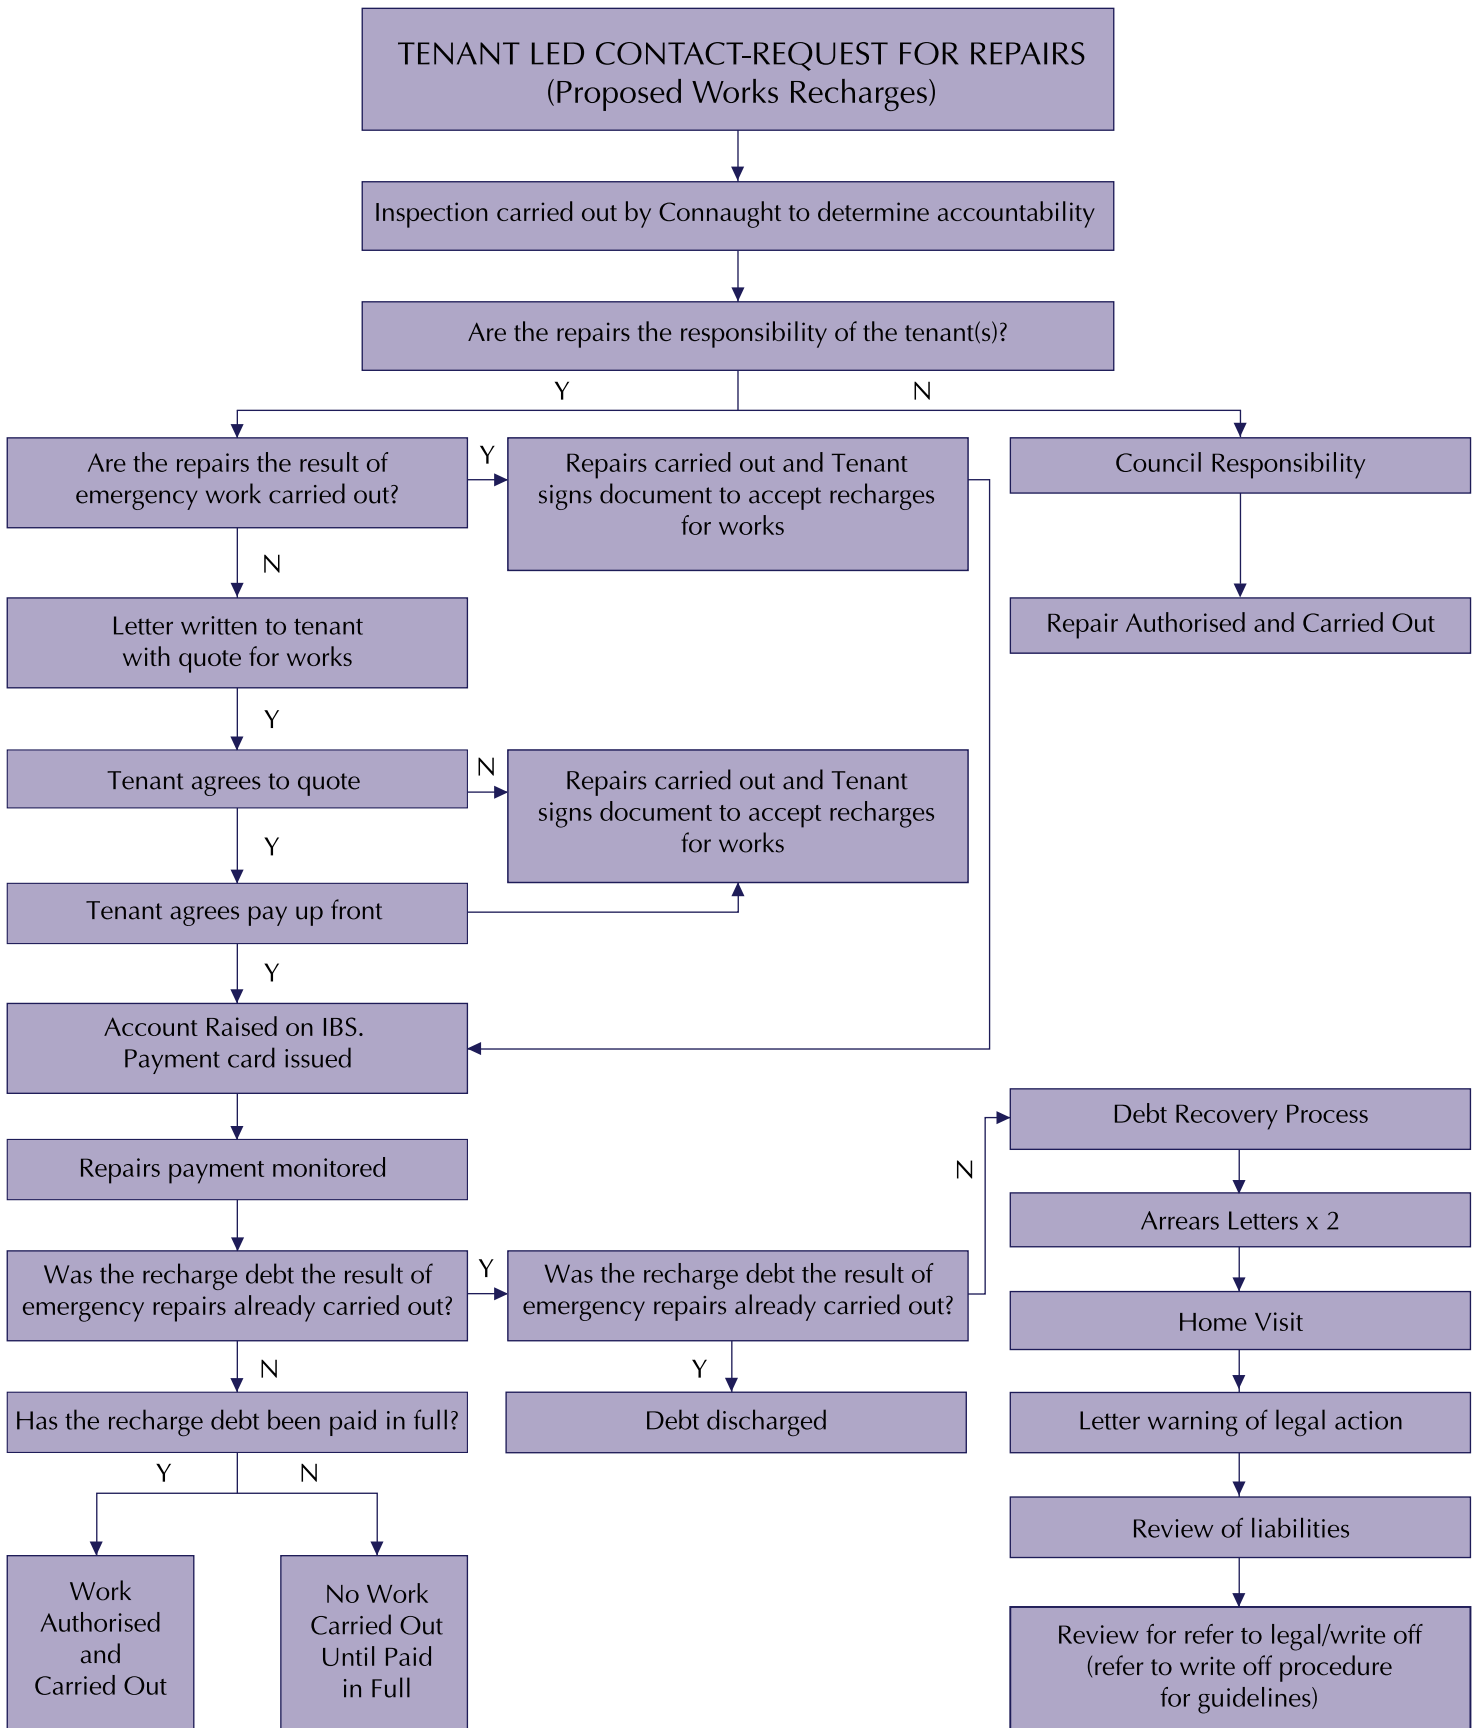 TENANT LED CONTACT-REQUEST FOR REPAIRS
(Proposed Works Recharges)
Inspection carried out by Connaught to determine accountability
Are the repairs the responsibility of the tenant(s)?
Y
N
Are the repairs the result of
emergency work carried out?
Y
Repairs carried out and Tenant
signs document to accept recharges
for works
Council Responsibility
N
Letter written to tenant
with quote for works
Repair Authorised and Carried Out
Y
Tenant agrees to quote
N
Repairs carried out and Tenant
signs document to accept recharges
for works
Y
Tenant agrees pay up front
Y
Account Raised on IBS.
Payment card issued
Repairs payment monitored
Was the recharge debt the result of
emergency repairs already carried out?
Y
Was the recharge debt the result of
emergency repairs already carried out?
N
Debt Recovery Process
Arrears Letters x 2
Home Visit
Letter warning of legal action
Review of liabilities
Review for refer to legal/write off
(refer to write off procedure
for guidelines)
N
Y
Has the recharge debt been paid in full?
Debt discharged
Y
N
Work
Authorised
and
Carried Out
No Work
Carried Out
Until Paid
in Full